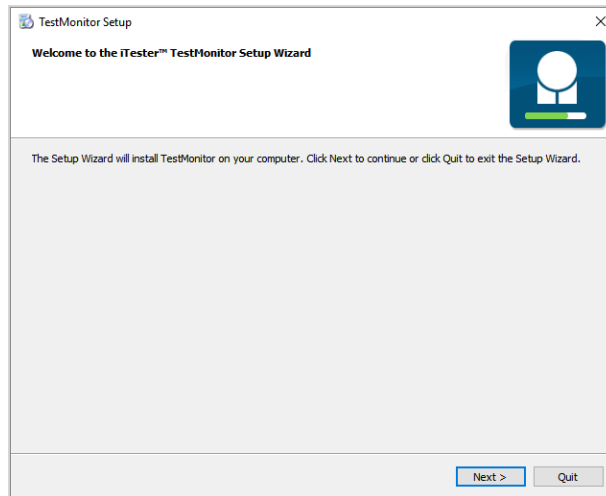 TestMonitor Setup
Welcome to the iTester™ TestMonitor Setup Wizard
The Setup Wizard will install TestMonitor on your computer. Click Next to continue or click Quit to exit the Setup Wizard.
Next >
Quit